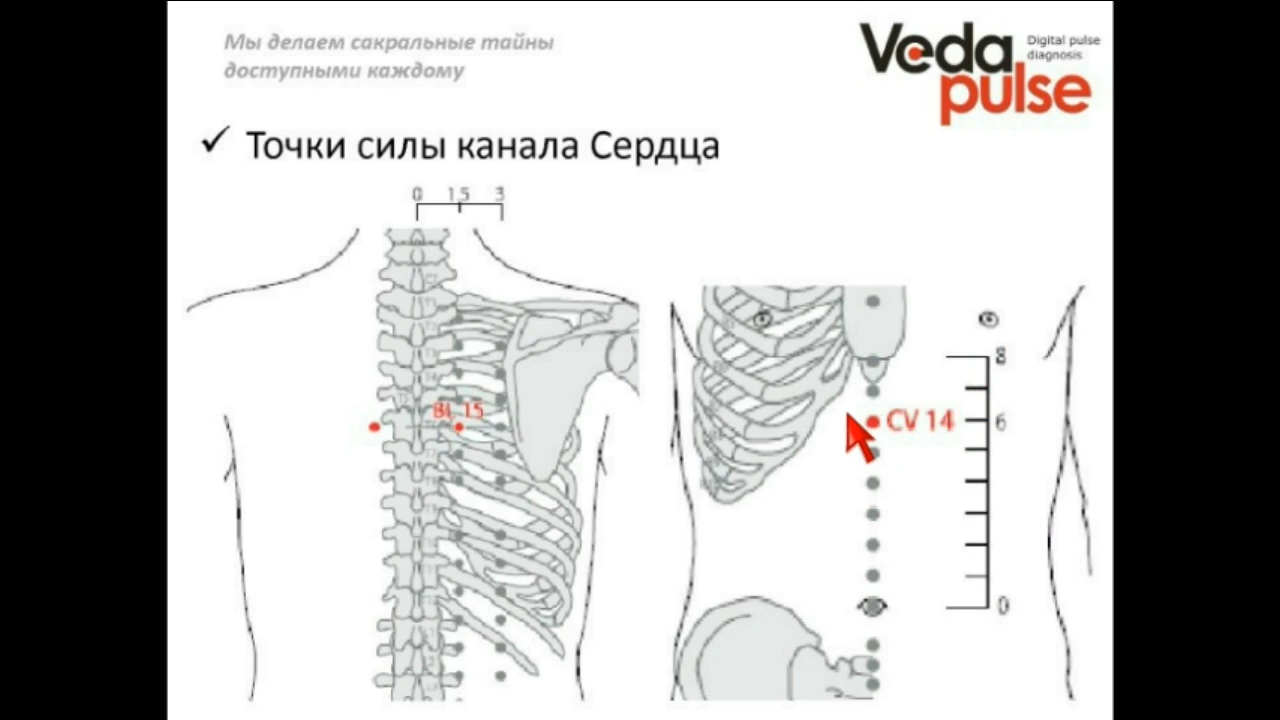 Мы делаем сакральные тайны
доступными каждому
Veda
pulse
Digital pulse
diagnosis
✓ Точки силы канала Сердца
0 1.5 3
BL 15
CV 14
8
6
0